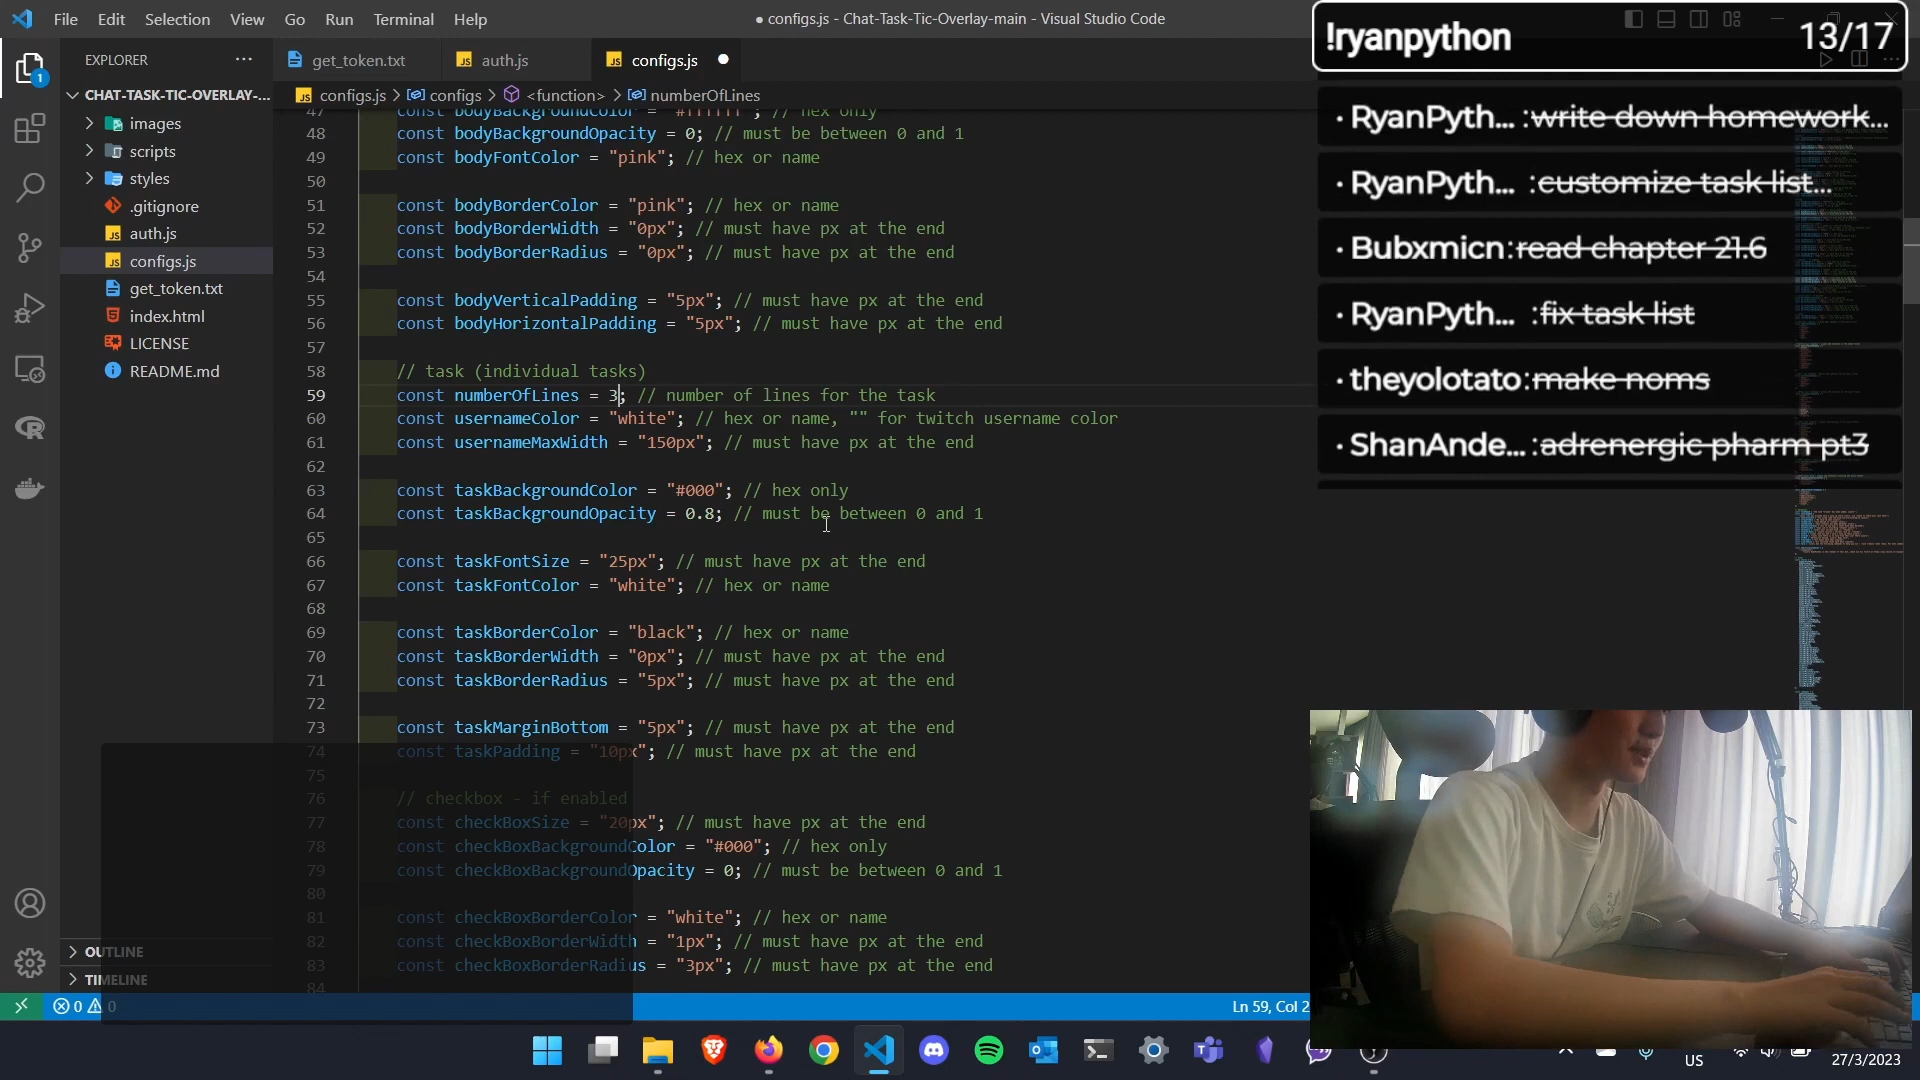 File Edit Selection View Go Run Terminal Help
● configs.js - Chat-Task-Tic-Overlay-main - Visual Studio Code
!ryanpython 13/17
EXPLORER
get_token.txt
auth.js
configs.js
CHAT-TASK-TIC-OVERLAY-...
configs.js > configs > <function> > numberOfLines
images
scripts
styles
.gitignore
auth.js
configs.js
get_token.txt
index.html
LICENSE
README.md
OUTLINE
TIMELINE
1
47 const bodyBackgroundColor = "#ffffff"; // hex only
48 const bodyBackgroundOpacity = 0; // must be between 0 and 1
49 const bodyFontColor = "pink"; // hex or name
50
51 const bodyBorderColor = "pink"; // hex or name
52 const bodyBorderWidth = "0px"; // must have px at the end
53 const bodyBorderRadius = "0px"; // must have px at the end
54
55 const bodyVerticalPadding = "5px"; // must have px at the end
56 const bodyHorizontalPadding = "5px"; // must have px at the end
57
58 // task (individual tasks)
59 const numberOfLines = 3; // number of lines for the task
60 const usernameColor = "white"; // hex or name, "" for twitch username color
61 const usernameMaxWidth = "150px"; // must have px at the end
62
63 const taskBackgroundColor = "#000"; // hex only
64 const taskBackgroundOpacity = 0.8; // must be between 0 and 1
65
66 const taskFontSize = "25px"; // must have px at the end
67 const taskFontColor = "white"; // hex or name
68
69 const taskBorderColor = "black"; // hex or name
70 const taskBorderWidth = "0px"; // must have px at the end
71 const taskBorderRadius = "5px"; // must have px at the end
72
73 const taskMarginBottom = "5px"; // must have px at the end
74 const taskPadding = "10px"; // must have px at the end
75
76 // checkbox - if enabled
77 const checkBoxSize = "20px"; // must have px at the end
78 const checkBoxBackgroundColor = "#000"; // hex only
79 const checkBoxBackgroundOpacity = 0; // must be between 0 and 1
80
81 const checkBoxBorderColor = "white"; // hex or name
82 const checkBoxBorderWidth = "1px"; // must have px at the end
83 const checkBoxBorderRadius = "3px"; // must have px at the end
84
• RyanPyth... :write down homework...
• RyanPyth... :customize task list...
• Bubxmicn:read chapter 21.6
• RyanPyth... :fix task list
• theyolotato:make noms
• ShanAnde... :adrenergic pharm pt3
0 0
Ln 59, Col 2
US
27/3/2023